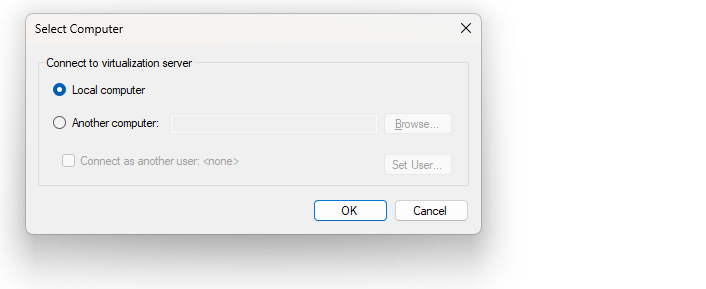 Select Computer
Connect to virtualization server
Local computer
Another computer:
Browse...
Connect as another user: <none>
Set User...
OK
Cancel